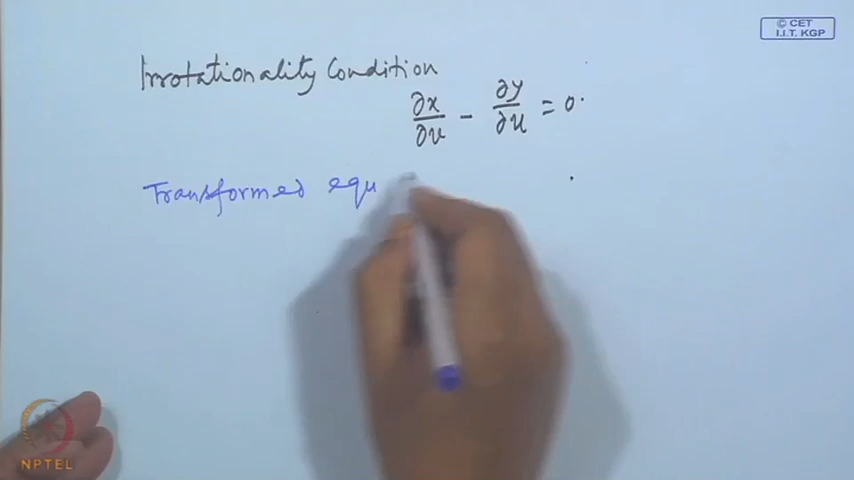 © CET
I.I.T. KGP
Irrotationality Condition
∂x/∂v - ∂y/∂u = 0.
Transformed equ
NPTEL